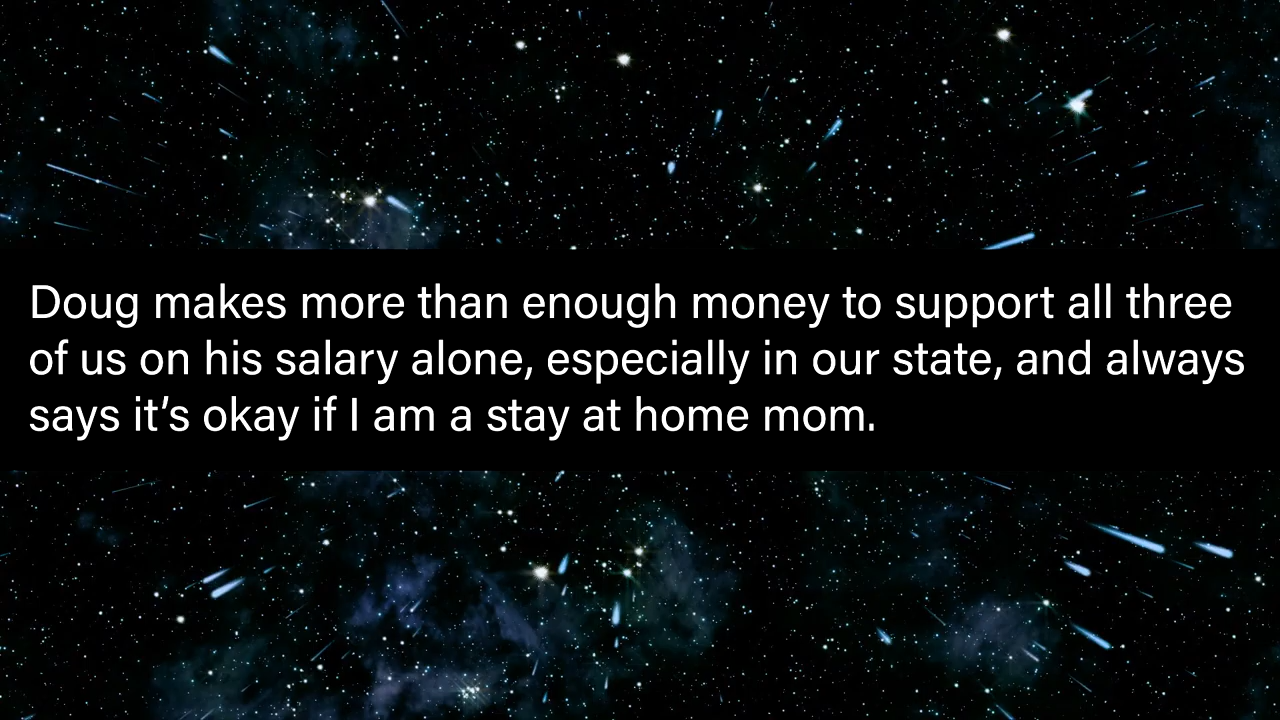 Doug makes more than enough money to support all three
of us on his salary alone, especially in our state, and always
says it’s okay if I am a stay at home mom.